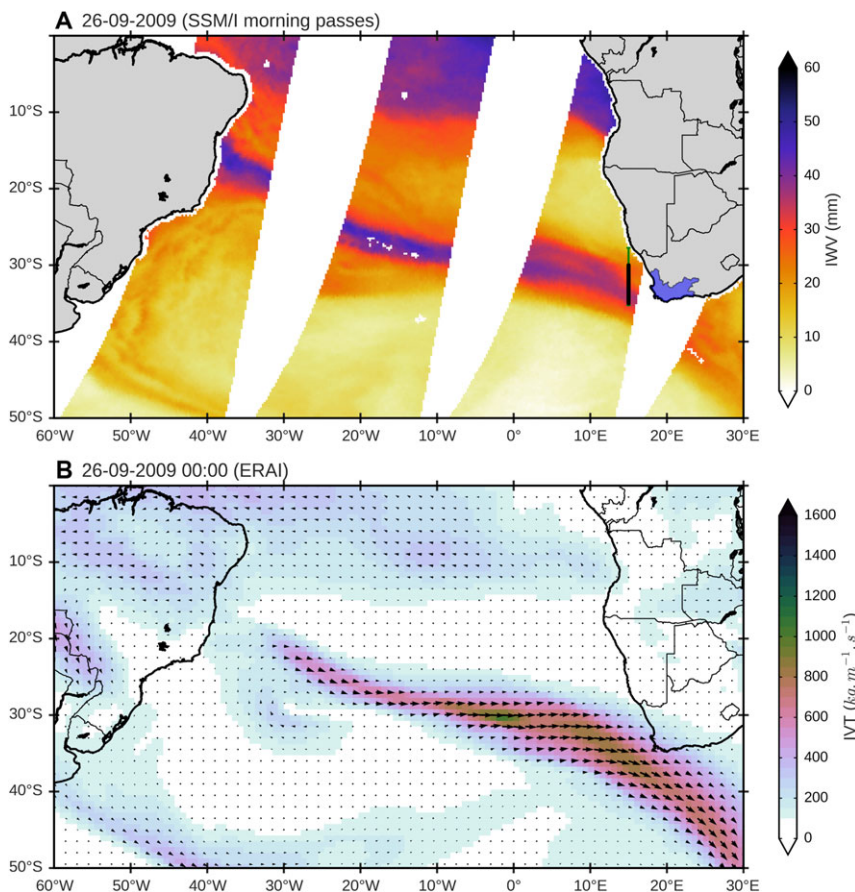 A 26-09-2009 (SSM/I morning passes)
10°S
20°S
30°S
40°S
50°S
60°W 50°W 40°W 30°W 20°W 10°W 0° 10°E 20°E 30°E
60
50
40
30
20
10
0
IWV (mm)
B 26-09-2009 00:00 (ERAI)
10°S
20°S
30°S
40°S
50°S
60°W 50°W 40°W 30°W 20°W 10°W 0° 10°E 20°E 30°E
1600
1400
1200
1000
800
600
400
200
0
IVT (kg. m⁻¹. s⁻¹)